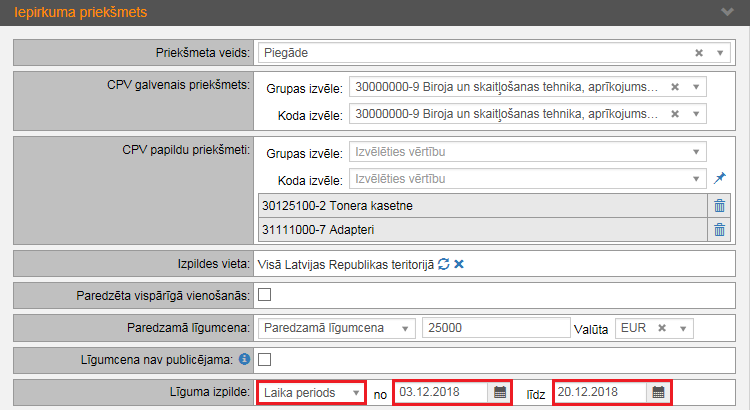 Iepirkuma priekšmets
Priekšmeta veids: Piegāde
CPV galvenais priekšmets: Grupas izvēle: 30000000-9 Biroja un skaitļošanas tehnika, aprīkojums...
Koda izvēle: 30000000-9 Biroja un skaitļošanas tehnika, aprīkojums...
CPV papildu priekšmeti: Grupas izvēle: Izvēlēties vērtību
Koda izvēle: Izvēlēties vērtību
30125100-2 Tonera kasetne
31111000-7 Adapteri
Izpildes vieta: Visā Latvijas Republikas teritorijā
Paredzēta vispārīgā vienošanās:
Paredzamā līgumcena: Paredzamā līgumcena 25000 Valūta EUR
Līgumcena nav publicējama:
Līguma izpilde: Laika periods no 03.12.2018 līdz 20.12.2018